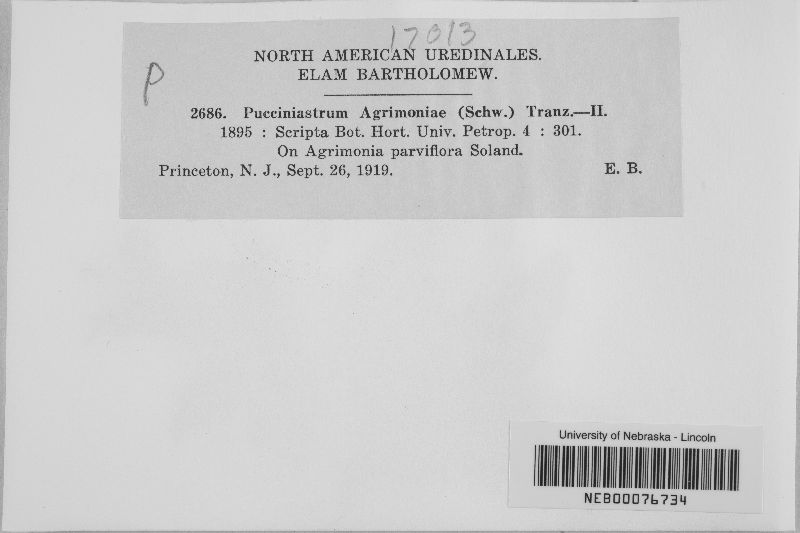 17013
P
NORTH AMERICAN UREDINALES.
ELAM BARTHOLOMEW.
2686. Pucciniastrum Agrimoniae (Schw.) Tranz.—II.
1895 : Scripta Bot. Hort. Univ. Petrop. 4 : 301.
On Agrimonia parviflora Soland.
Princeton, N. J., Sept. 26, 1919. E. B.
University of Nebraska - Lincoln
NEB00076734